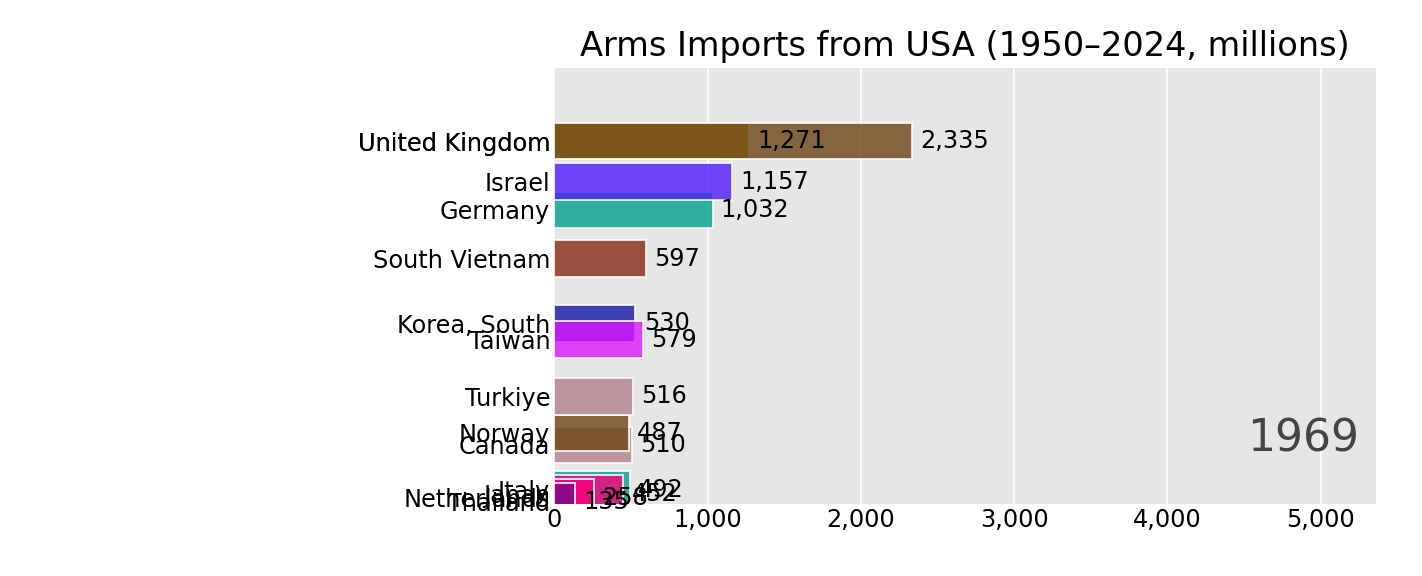 Arms Imports from USA (1950–2024, millions)
United Kingdom 1,271 2,335
Israel 1,157
Germany 1,032
South Vietnam 597
Korea, South 530
Taiwan 579
Turkiye 516
Norway 487
Canada 510
1969
Italy 492
Thailand 135
0 1,000 2,000 3,000 4,000 5,000